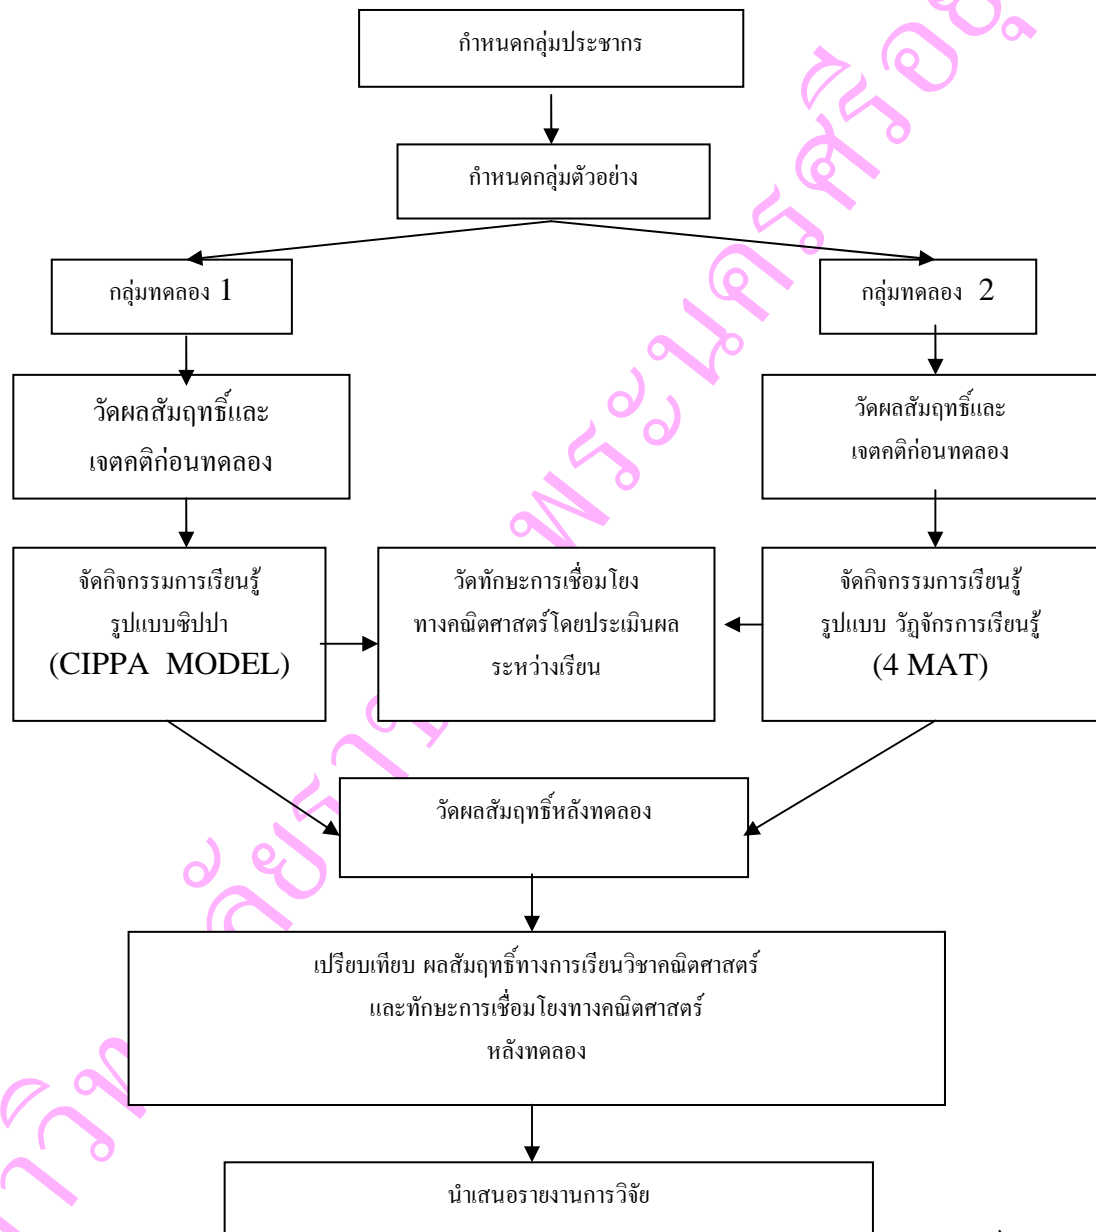 กำหนดกลุ่มประชากร
กำหนดกลุ่มตัวอย่าง
กลุ่มทดลอง 1
กลุ่มทดลอง 2
วัดผลสัมฤทธิ์และ
เจตคติก่อนทดลอง
วัดผลสัมฤทธิ์และ
เจตคติก่อนทดลอง
จัดกิจกรรมการเรียนรู้
รูปแบบซิปปา
(CIPPA MODEL)
วัดทักษะการเชื่อมโยง
ทางคณิตศาสตร์โดยประเมินผล
ระหว่างเรียน
จัดกิจกรรมการเรียนรู้
รูปแบบ วัฏจักรการเรียนรู้
(4 MAT)
วัดผลสัมฤทธิ์หลังทดลอง
เปรียบเทียบ ผลสัมฤทธิ์ทางการเรียนวิชาคณิตศาสตร์
และทักษะการเชื่อมโยงทางคณิตศาสตร์
หลังทดลอง
นำเสนอรายงานการวิจัย